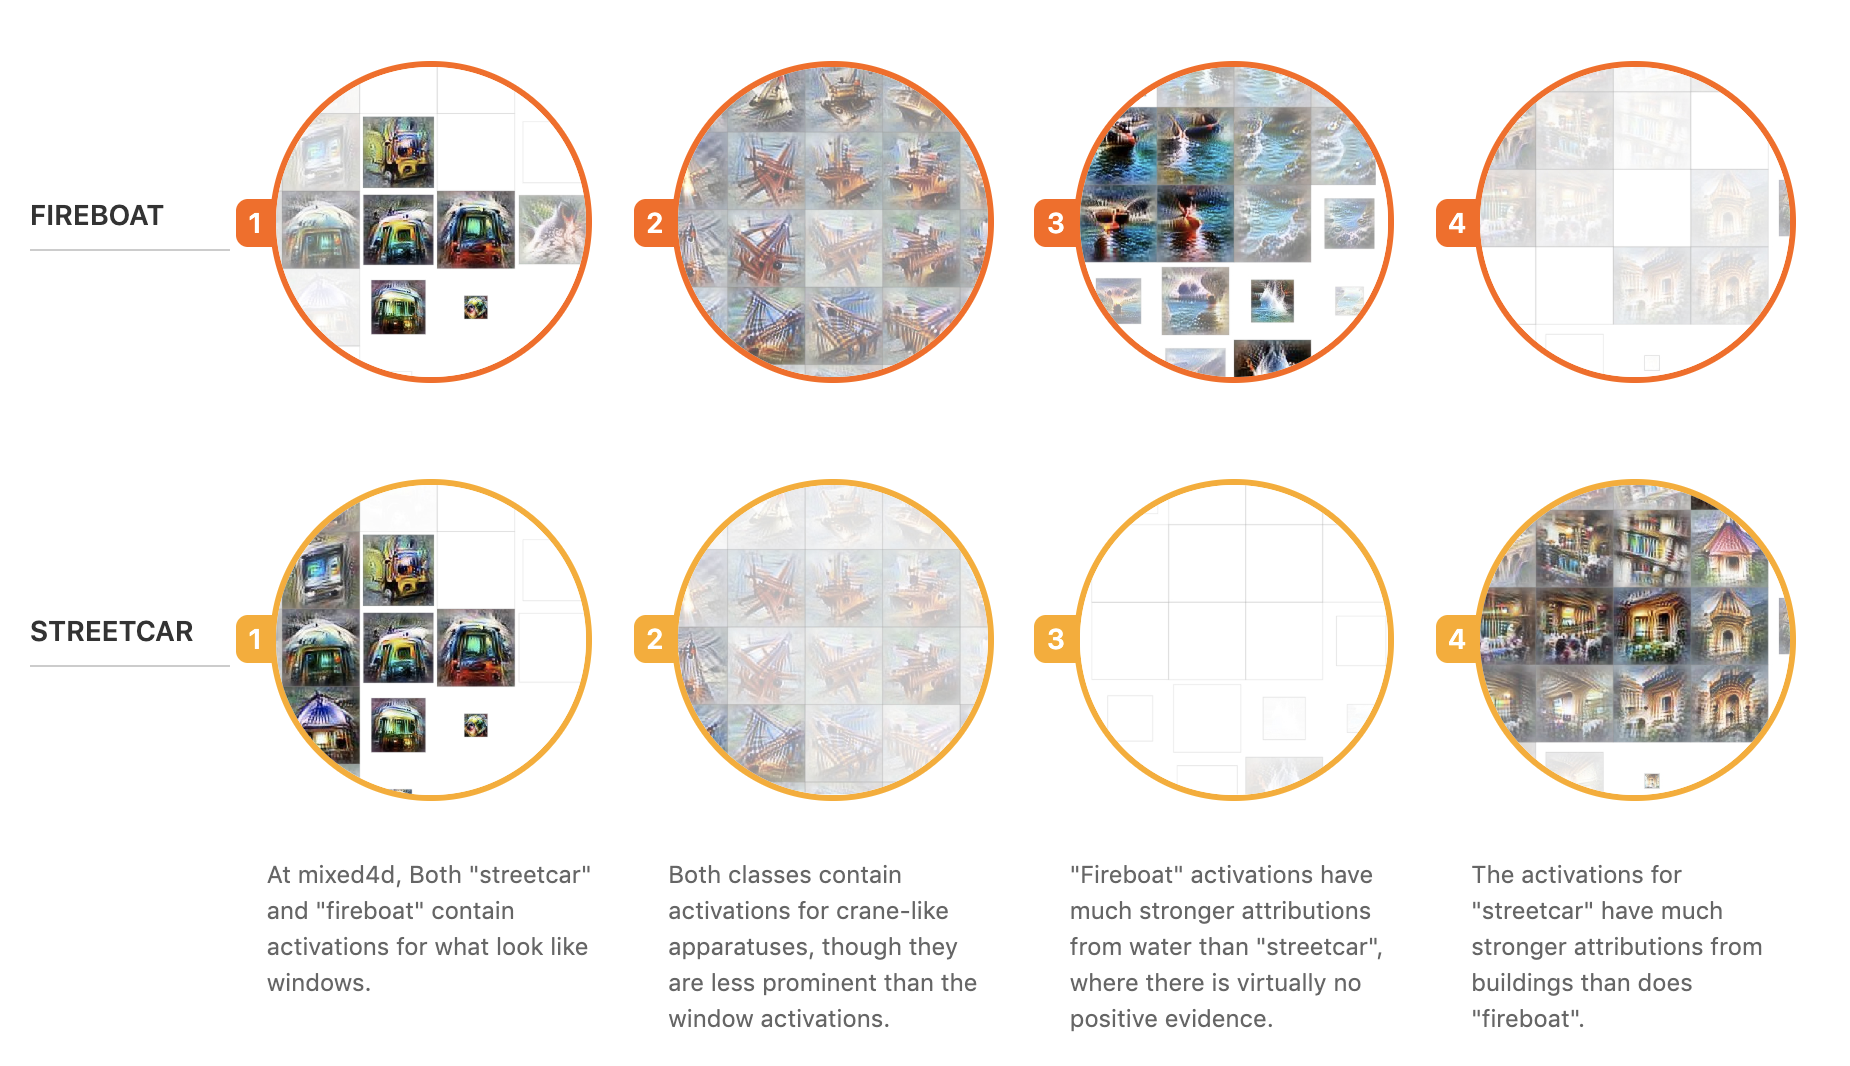 FIREBOAT
1
2
3
4
STREETCAR
1
2
3
4
At mixed4d, Both "streetcar"
and "fireboat" contain
activations for what look like
windows.
Both classes contain
activations for crane-like
apparatuses, though they
are less prominent than the
window activations.
"Fireboat" activations have
much stronger attributions
from water than "streetcar",
where there is virtually no
positive evidence.
The activations for
"streetcar" have much
stronger attributions from
buildings than does
"fireboat".